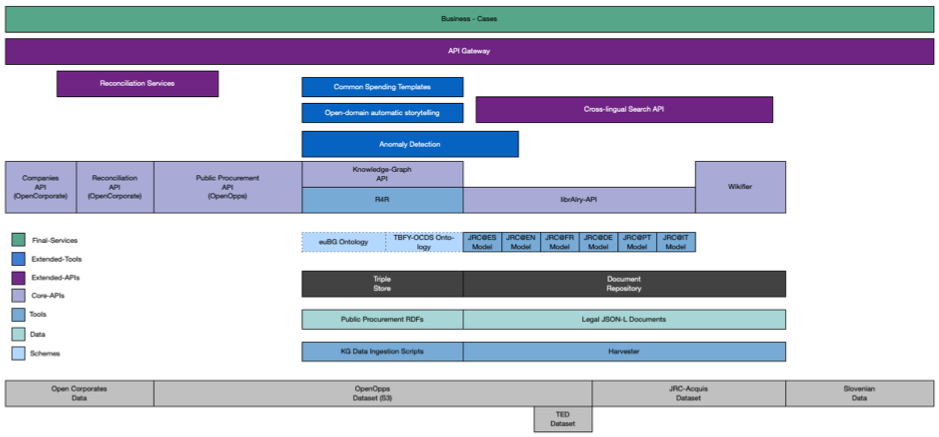 Business - Cases
API Gateway
Reconciliation Services
Common Spending Templates
Open-domain automatic storytelling
Cross-lingual Search API
Anomaly Detection
Companies
API
(OpenCorporate)
Reconciliation
API
(OpenCorporate)
Public Procurement
API
(OpenOpps)
Knowledge-Graph
API
R4R
librAIry-API
Wikifier
Final-Services
Extended-Tools
Extended-APIs
Core-APIs
Tools
Data
Schemes
euBG Ontology
TBFY-OCDS Onto-
logy
JRC@ES
Model
JRC@EN
Model
JRC@FR
Model
JRC@DE
Model
JRC@PT
Model
JRC@IT
Model
Triple
Store
Document
Repository
Public Procurement RDFs
Legal JSON-L Documents
KG Data Ingestion Scripts
Harvester
Open Corporates
Data
OpenOpps
Dataset (S3)
JRC-Acquis
Dataset
Slovenian
Data
TED
Dataset